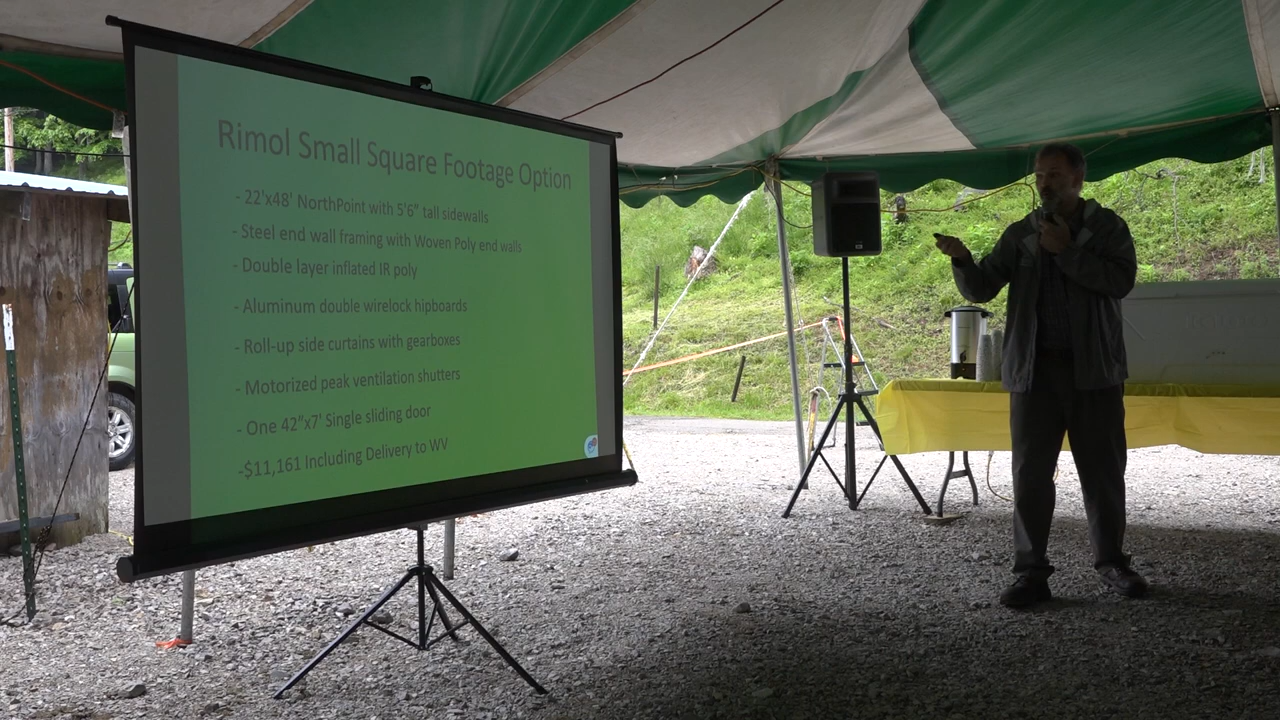 Rimol Small Square Footage Option
- 22'x48' NorthPoint with 5'6" tall sidewalls
- Steel end wall framing with Woven Poly end walls
- Double layer inflated IR poly
- Aluminum double wirelock hipboards
- Roll-up side curtains with gearboxes
- Motorized peak ventilation shutters
- One 42"x7' Single sliding door
-$11,161 Including Delivery to WV